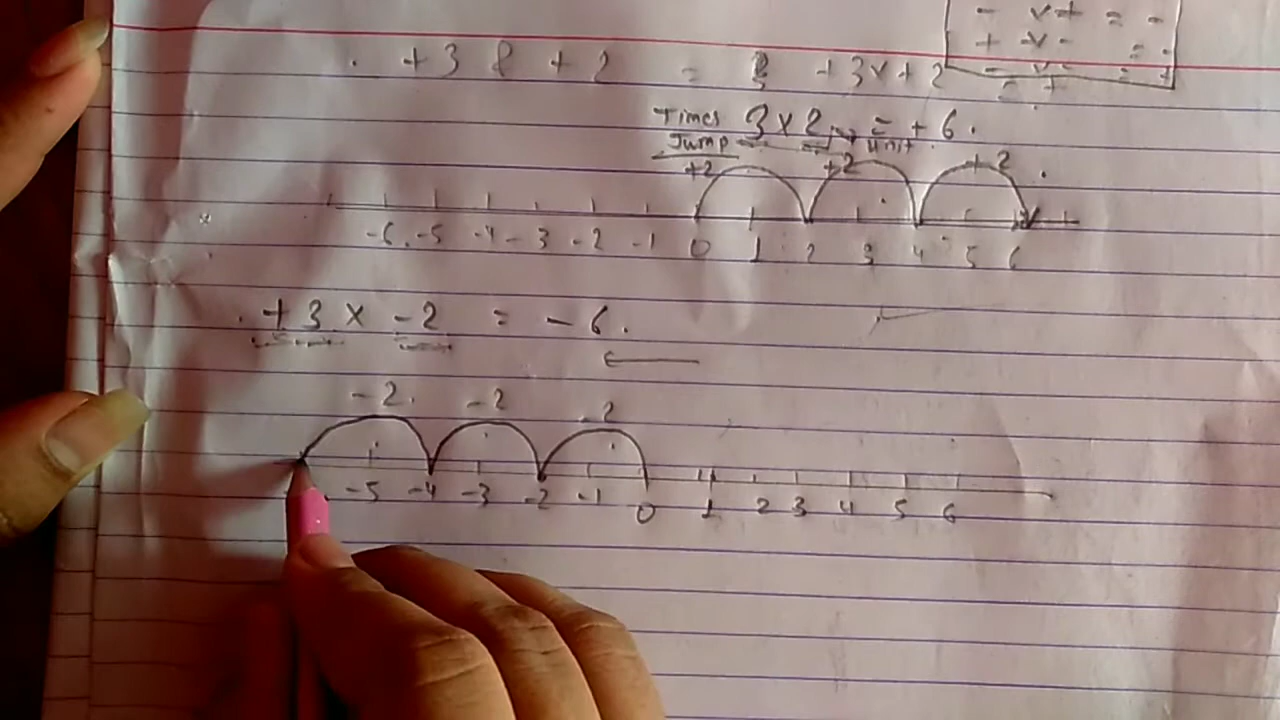 - v + = -
+ v - = -
+3 & +2 = +3 v + 2
Times 3 x 2 = + 6.
Jump unit
+2 +2 +2
-6 -5 -4 -3 -2 -1 0 1 2 3 4 5 6
+3 x -2 = -6.
-2. -2 -2
-5 -4 -3 -2 -1 0 1 2 3 4 5 6